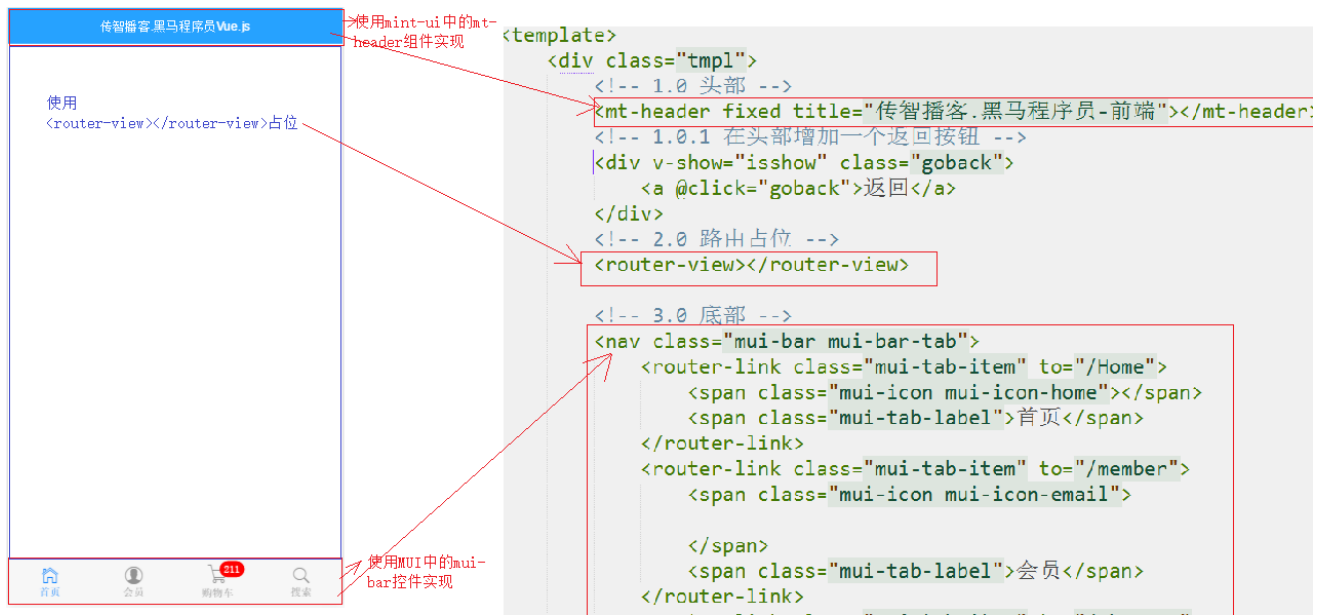 传智播客.黑马程序员Vue.js
使用mint-ui中的mt-
header组件实现
使用
<router-view></router-view>占位
使用MUI中的mui-
bar控件实现
首页
会员
211
购物车
搜索
<template>
<div class="tmpl">
<!-- 1.0 头部 -->
<mt-header fixed title="传智播客.黑马程序员-前端"></mt-header>
<!-- 1.0.1 在头部增加一个返回按钮 -->
<div v-show="isshow" class="goback">
<a @click="goback">返回</a>
</div>
<!-- 2.0 路由占位 -->
<router-view></router-view>
<!-- 3.0 底部 -->
<nav class="mui-bar mui-bar-tab">
<router-link class="mui-tab-item" to="/Home">
<span class="mui-icon mui-icon-home"></span>
<span class="mui-tab-label">首页</span>
</router-link>
<router-link class="mui-tab-item" to="/member">
<span class="mui-icon mui-icon-email">
</span>
<span class="mui-tab-label">会员</span>
</router-link>